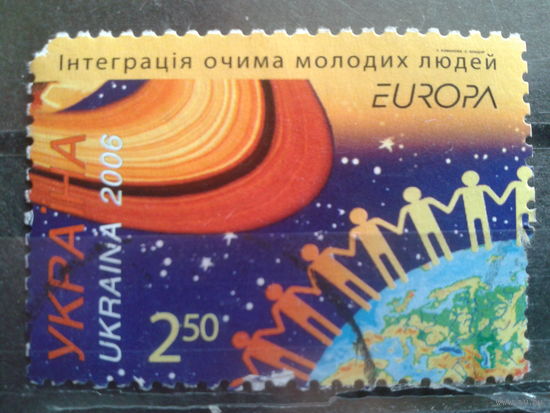 Інтеграція очима молодих людей
EUROPA
УКРАЇНА
UKRAINA 2006
2.50